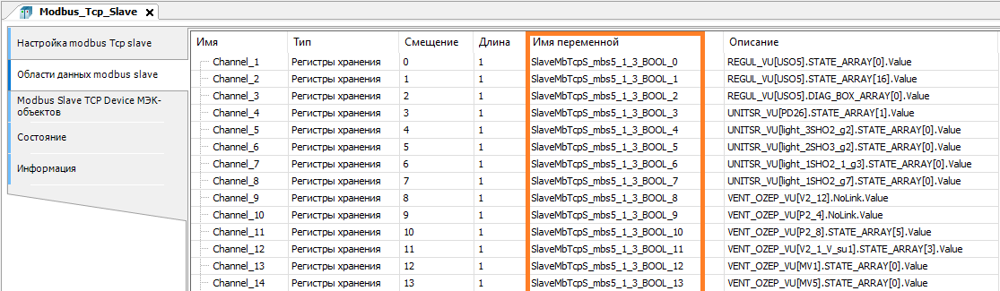 Modbus_Tcp_Slave
Настройка modbus Tcp slave
Области данных modbus slave
Modbus Slave TCP Device МЭК-
объектов
Состояние
Информация
Имя Тип Смещение Длина Имя переменной Описание
Channel_1 Регистры хранения 0 1 SlaveMbTcpS_mbs5_1_3_BOOL_0 REGUL_VU[USO5].STATE_ARRAY[0].Value
Channel_2 Регистры хранения 1 1 SlaveMbTcpS_mbs5_1_3_BOOL_1 REGUL_VU[USO5].STATE_ARRAY[16].Value
Channel_3 Регистры хранения 2 1 SlaveMbTcpS_mbs5_1_3_BOOL_2 REGUL_VU[USO5].DIAG_BOX_ARRAY[0].Value
Channel_4 Регистры хранения 3 1 SlaveMbTcpS_mbs5_1_3_BOOL_3 UNITSR_VU[PD26].STATE_ARRAY[1].Value
Channel_5 Регистры хранения 4 1 SlaveMbTcpS_mbs5_1_3_BOOL_4 UNITSR_VU[light_3SHO2_g2].STATE_ARRAY[0].Value
Channel_6 Регистры хранения 5 1 SlaveMbTcpS_mbs5_1_3_BOOL_5 UNITSR_VU[light_2SHO3_g2].STATE_ARRAY[0].Value
Channel_7 Регистры хранения 6 1 SlaveMbTcpS_mbs5_1_3_BOOL_6 UNITSR_VU[light_1SHO2_1_g3].STATE_ARRAY[0].Value
Channel_8 Регистры хранения 7 1 SlaveMbTcpS_mbs5_1_3_BOOL_7 UNITSR_VU[light_1SHO2_g7].STATE_ARRAY[0].Value
Channel_9 Регистры хранения 8 1 SlaveMbTcpS_mbs5_1_3_BOOL_8 VENT_OZEP_VU[V2_12].NoLink.Value
Channel_10 Регистры хранения 9 1 SlaveMbTcpS_mbs5_1_3_BOOL_9 VENT_OZEP_VU[P2_4].NoLink.Value
Channel_11 Регистры хранения 10 1 SlaveMbTcpS_mbs5_1_3_BOOL_10 VENT_OZEP_VU[P2_8].STATE_ARRAY[5].Value
Channel_12 Регистры хранения 11 1 SlaveMbTcpS_mbs5_1_3_BOOL_11 VENT_OZEP_VU[V2_1_V_su1].STATE_ARRAY[3].Value
Channel_13 Регистры хранения 12 1 SlaveMbTcpS_mbs5_1_3_BOOL_12 VENT_OZEP_VU[MV1].STATE_ARRAY[0].Value
Channel_14 Регистры хранения 13 1 SlaveMbTcpS_mbs5_1_3_BOOL_13 VENT_OZEP_VU[MV5].STATE_ARRAY[0].Value